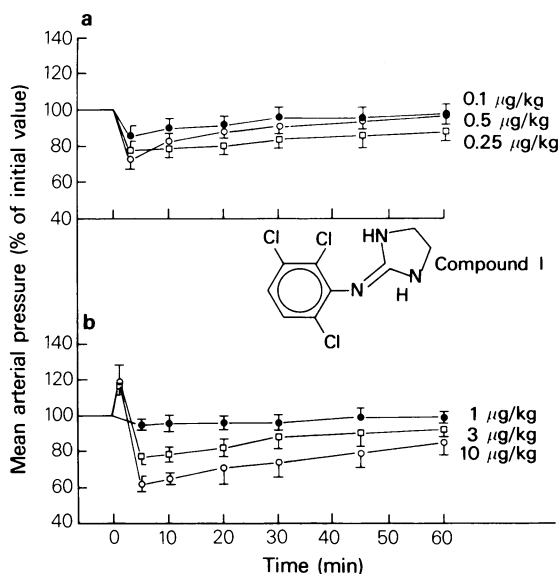 a
140
120
100
80
60
40
0.1 μg/kg
0.5 μg/kg
0.25 μg/kg
Mean arterial pressure (% of initial value)
Cl
Cl
HN
N
N
H
Cl
Compound I
b
140
120
100
80
60
40
1 μg/kg
3 μg/kg
10 μg/kg
0 10 20 30 40 50 60
Time (min)